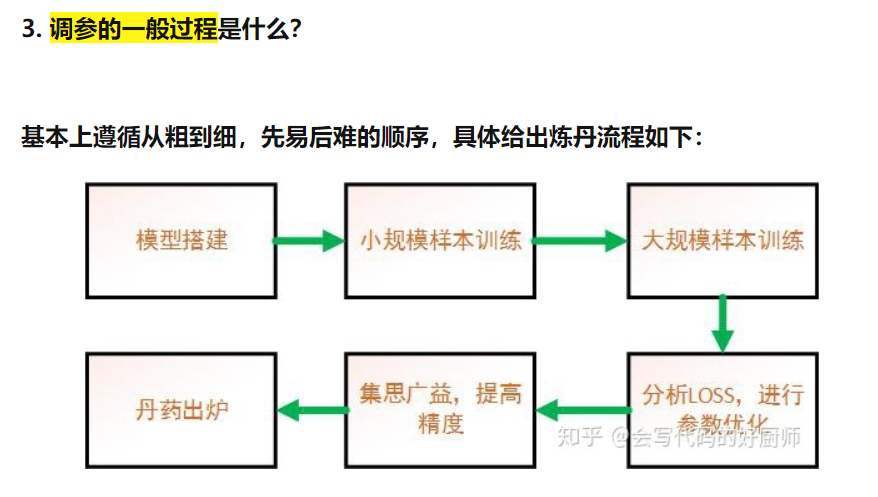 3. 调参的一般过程是什么？
基本上遵循从粗到细，先易后难的顺序，具体给出炼丹流程如下：
模型搭建
小规模样本训练
大规模样本训练
丹药出炉
集思广益，提高
精度
分析LOSS，进行
参数优化
知乎 @会写代码的好厨师